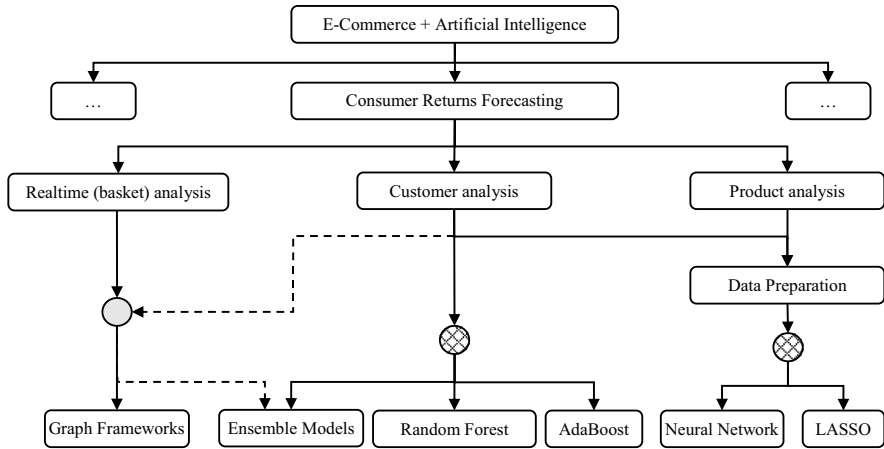 E-Commerce + Artificial Intelligence
…
Consumer Returns Forecasting
…
Realtime (basket) analysis
Customer analysis
Product analysis
Data Preparation
Graph Frameworks
Ensemble Models
Random Forest
AdaBoost
Neural Network
LASSO